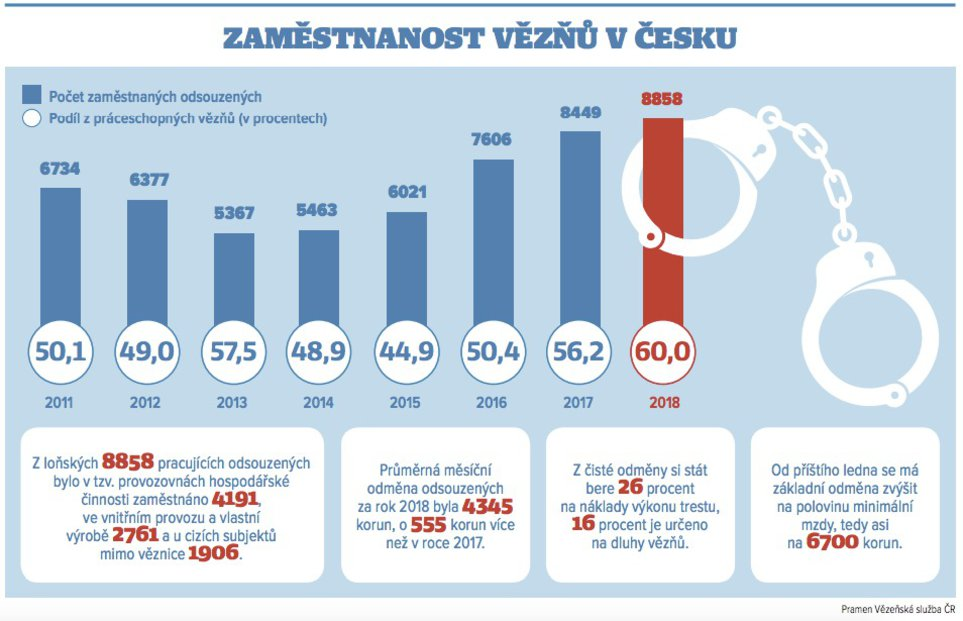 ZAMĚSTNANOST VĚZŇŮ V ČESKU
Počet zaměstnaných odsouzených
Podíl z práceschopných vězňů (v procentech)
6734
6377
5367
5463
6021
7606
8449
8858
50,1
49,0
57,5
48,9
44,9
50,4
56,2
60,0
2011
2012
2013
2014
2015
2016
2017
2018
Z loňských 8858 pracujících odsouzených
bylo v tzv. provozovnách hospodářské
činnosti zaměstnáno 4191,
ve vnitřním provozu a vlastní
výrobě 2761 a u cizích subjektů
mimo věznice 1906.
Průměrná měsíční
odměna odsouzených
za rok 2018 byla 4345
korun, o 555 korun více
než v roce 2017.
Z čisté odměny si stát
bere 26 procent
na náklady výkonu trestu,
16 procent je určeno
na dluhy vězňů.
Od příštího ledna se má
základní odměna zvýšit
na polovinu minimální
mzdy, tedy asi
na 6700 korun.
Pramen Vězeňská služba ČR